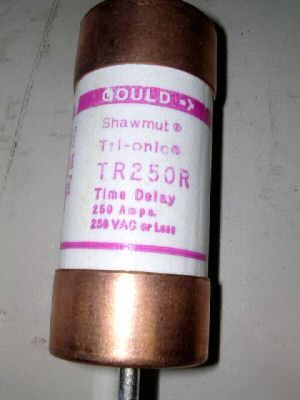 GOULD
Shawmut®
Tri-onic®
TR250R
Time Delay
250 Amps.
250 VAC or Less